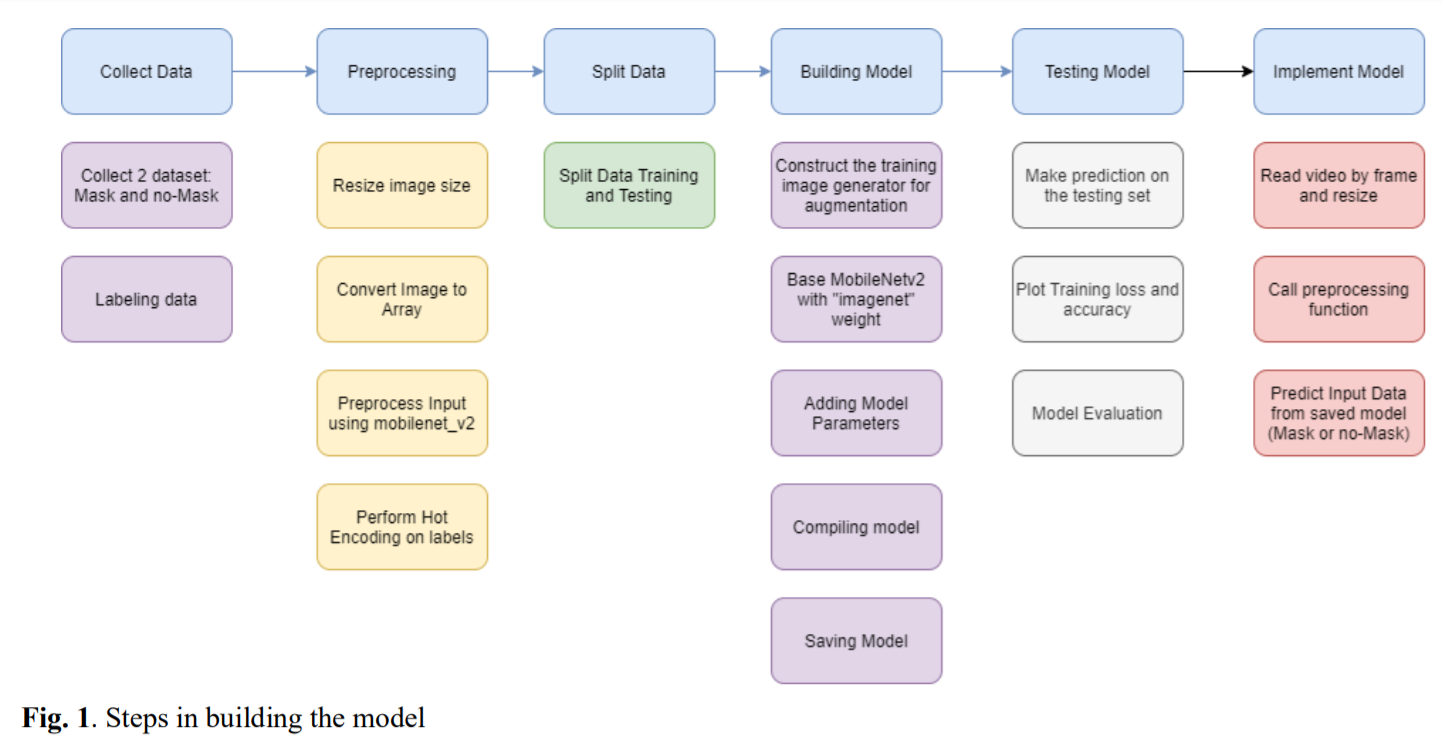 Collect Data
Preprocessing
Split Data
Building Model
Testing Model
Implement Model
Collect 2 dataset:
Mask and no-Mask
Labeling data
Resize image size
Convert Image to
Array
Preprocess Input
using mobilenet_v2
Perform Hot
Encoding on labels
Split Data Training
and Testing
Construct the training
image generator for
augmentation
Base MobileNetv2
with "imagenet"
weight
Adding Model
Parameters
Compiling model
Saving Model
Make prediction on
the testing set
Plot Training loss and
accuracy
Model Evaluation
Read video by frame
and resize
Call preprocessing
function
Predict Input Data
from saved model
(Mask or no-Mask)
Fig. 1. Steps in building the model